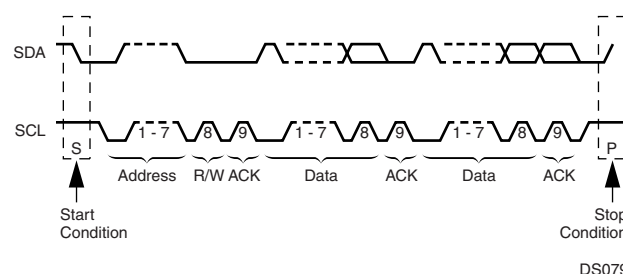 SDA
SCL
1 - 7 8 9 1 - 7 8 9 1 - 7 8 9
S P
Address R/W ACK Data ACK Data ACK
Start
Condition
Stop
Condition
DS079